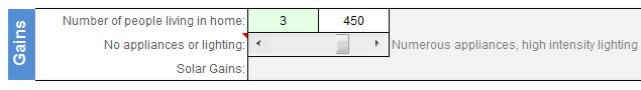 Gains
Number of people living in home: 3 450
No appliances or lighting: Numerous appliances, high intensity lighting
Solar Gains: